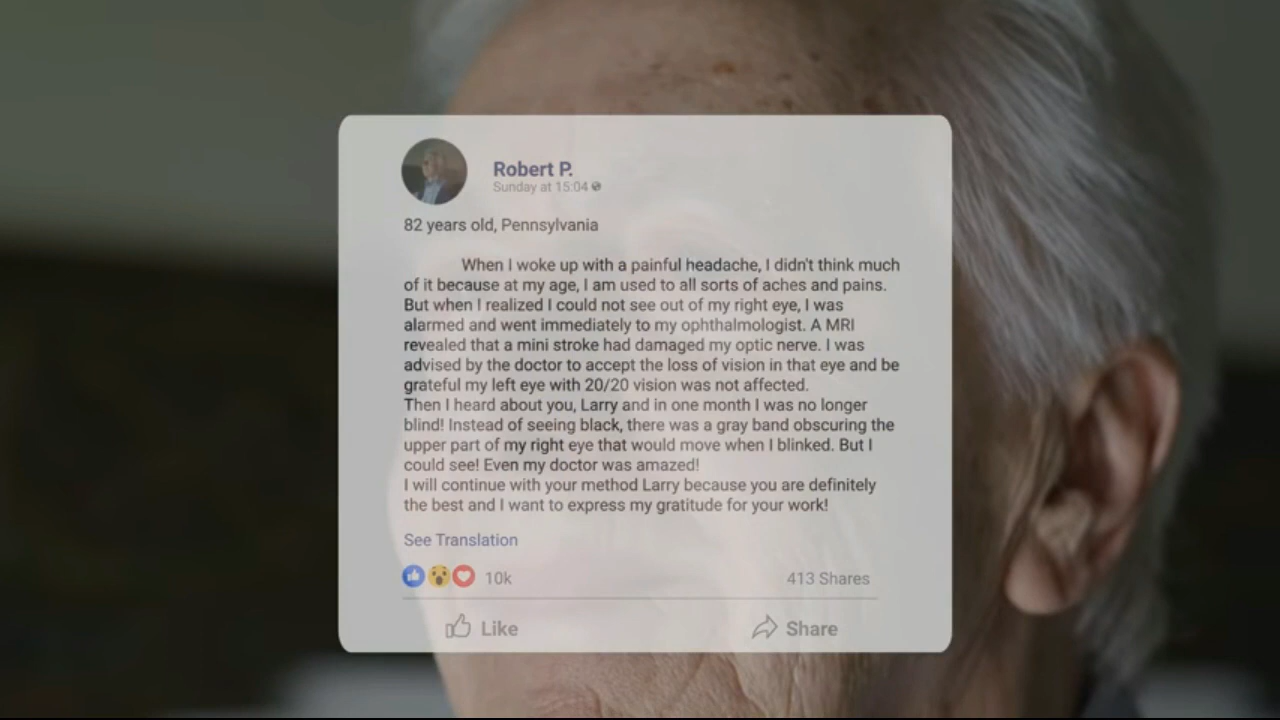 Robert P.
Sunday at 15:04
82 years old, Pennsylvania
When I woke up with a painful headache, I didn't think much
of it because at my age, I am used to all sorts of aches and pains.
But when I realized I could not see out of my right eye, I was
alarmed and went immediately to my ophthalmologist. A MRI
revealed that a mini stroke had damaged my optic nerve. I was
advised by the doctor to accept the loss of vision in that eye and be
grateful my left eye with 20/20 vision was not affected.
Then I heard about you, Larry and in one month I was no longer
blind! Instead of seeing black, there was a gray band obscuring the
upper part of my right eye that would move when I blinked. But I
could see! Even my doctor was amazed!
I will continue with your method Larry because you are definitely
the best and I want to express my gratitude for your work!
See Translation
10k 413 Shares
Like Share